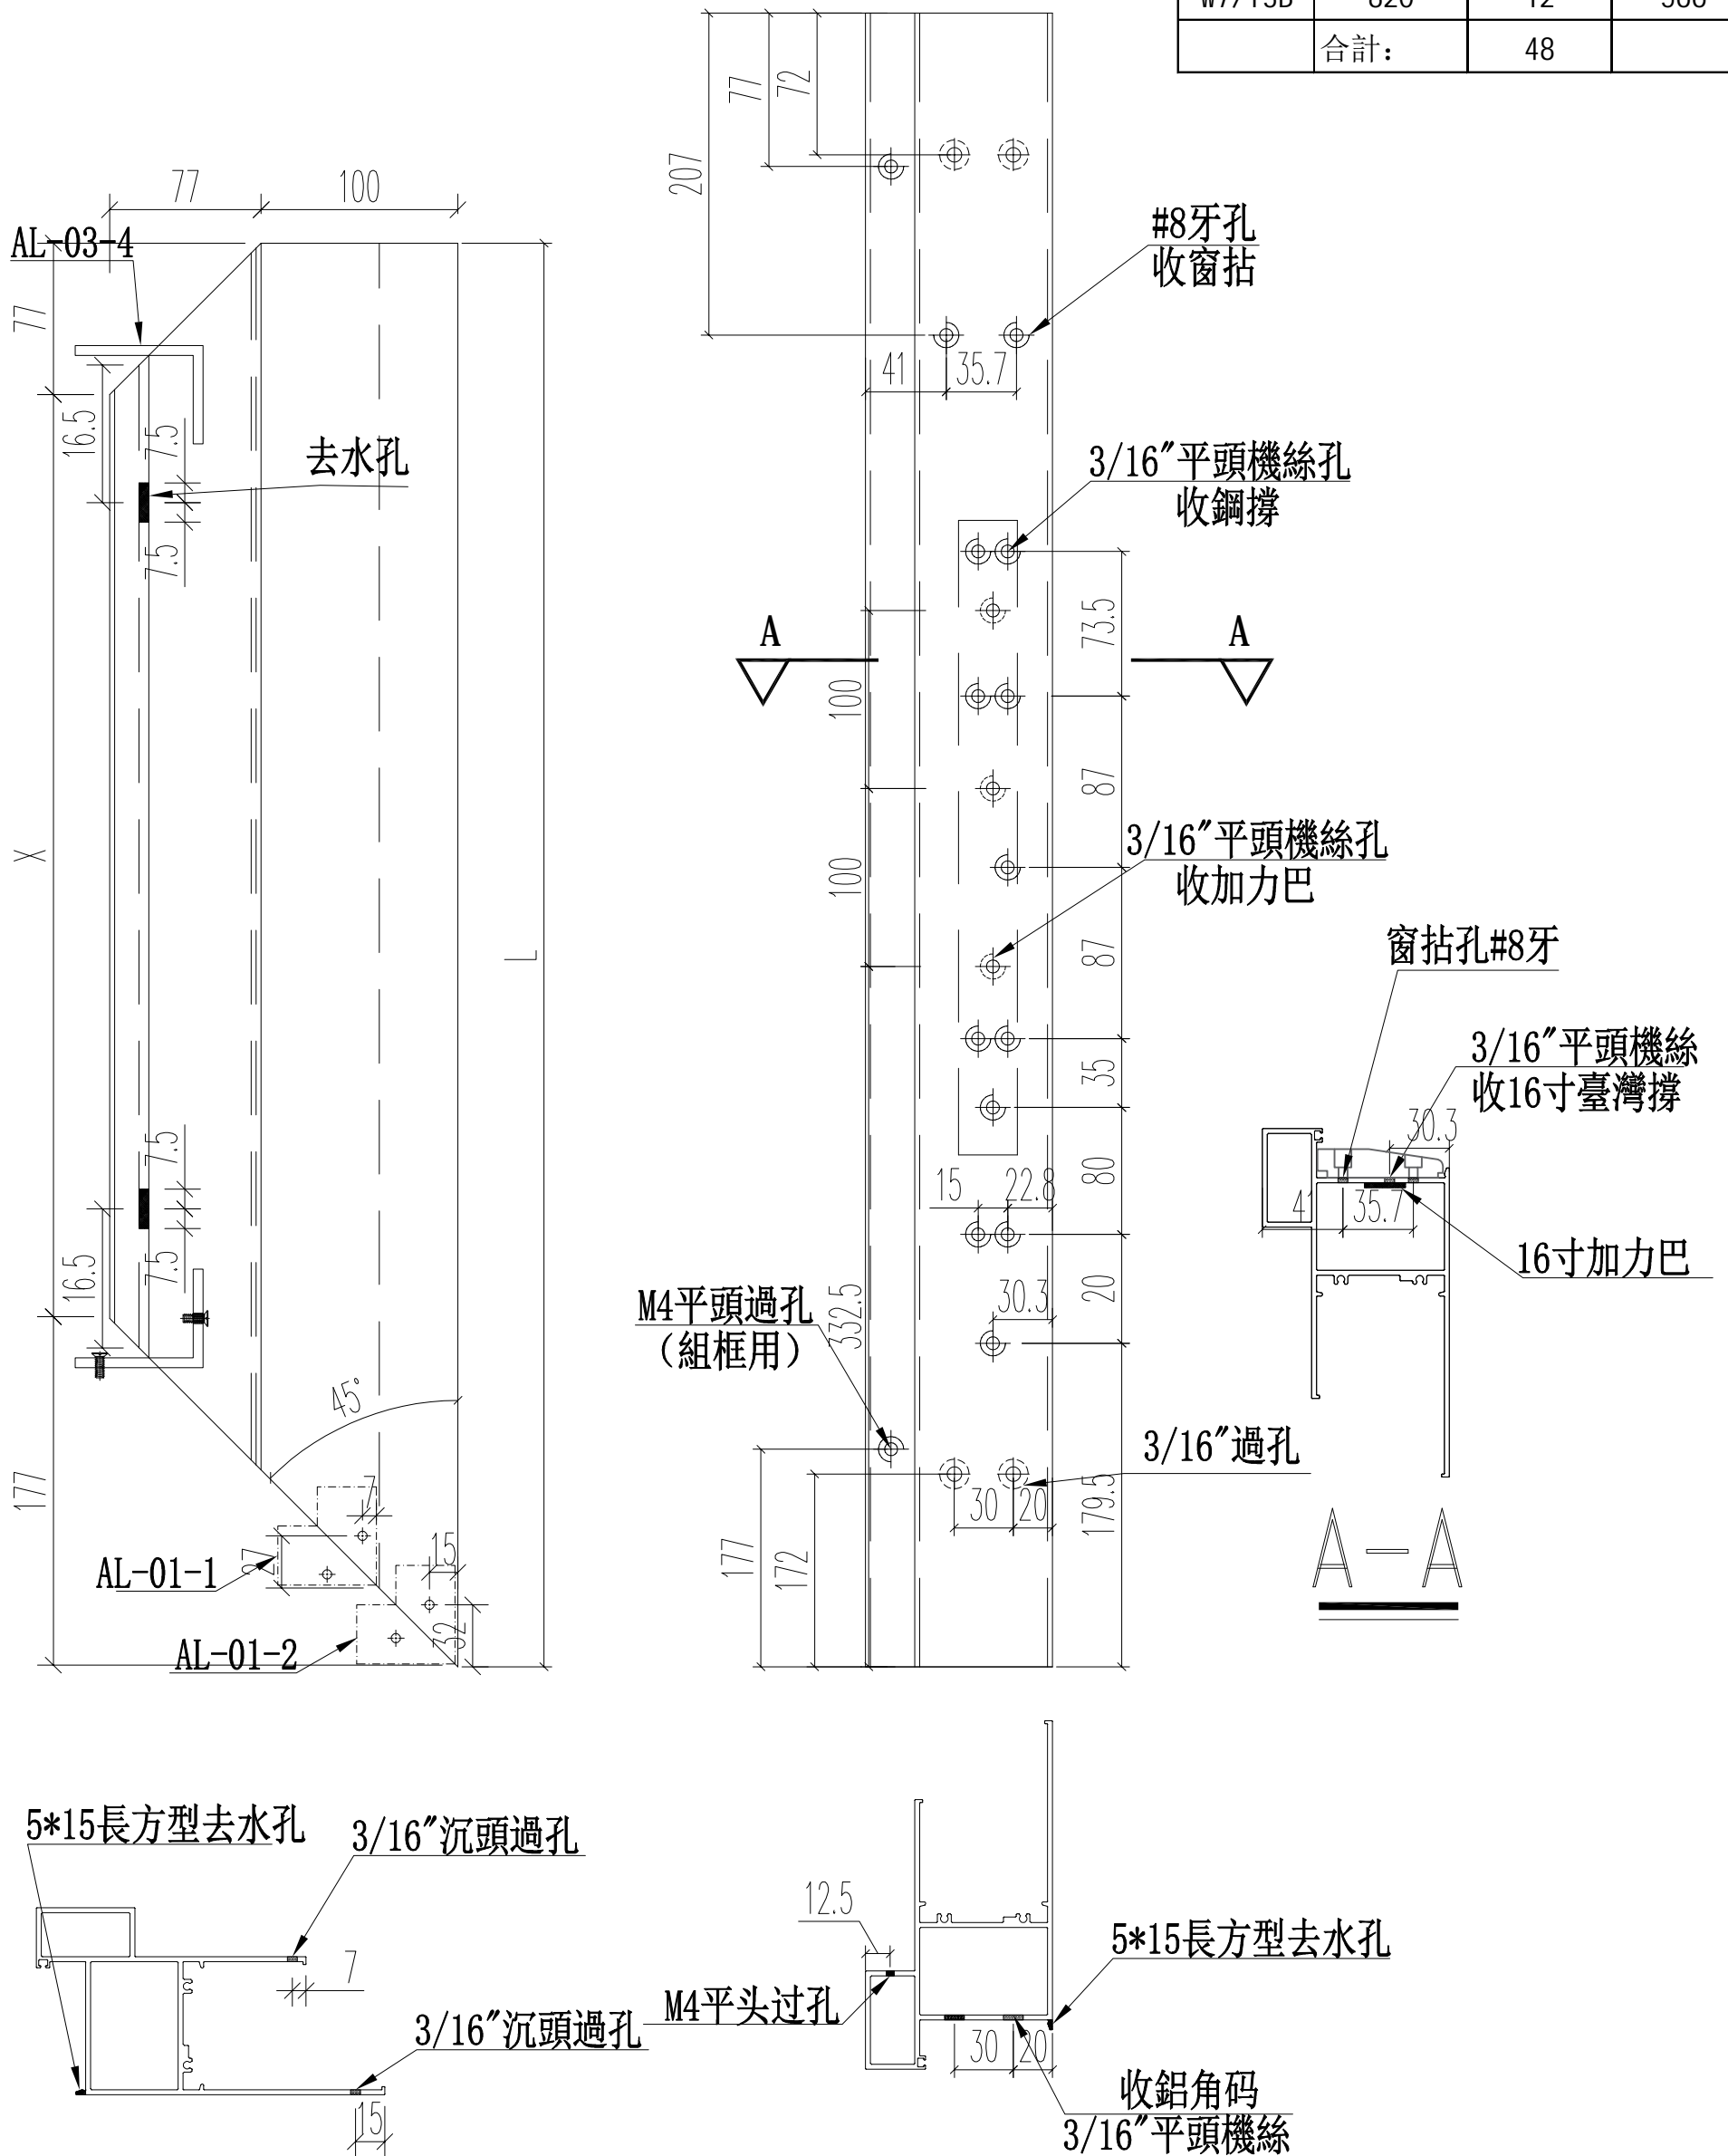 合計: 48
77
72
207
77 100
AL-03-4
#8牙孔
收窗拈
77
41 35.7
16.5
7.5
去水孔
7.5
3/16"平頭機絲孔
收鋼撐
73.5
A A
100
87
X
100
3/16"平頭機絲孔
收加力巴
L
87
窗拈孔#8牙
3/16"平頭機絲
收16寸臺灣撐
30.3
35
80
7.5
15 22.8
35.7
16.5
7.5
16寸加力巴
M4平頭過孔
(組框用)
332.5
30.3
20
45°
3/16"過孔
177
7
30 20
179.5
177
172
A-A
15
AL-01-1
32
AL-01-2
5*15長方型去水孔
3/16"沉頭過孔
12.5
5*15長方型去水孔
7
M4平头过孔
3/16"沉頭過孔
30 20
收鋁角码
3/16"平頭機絲
15